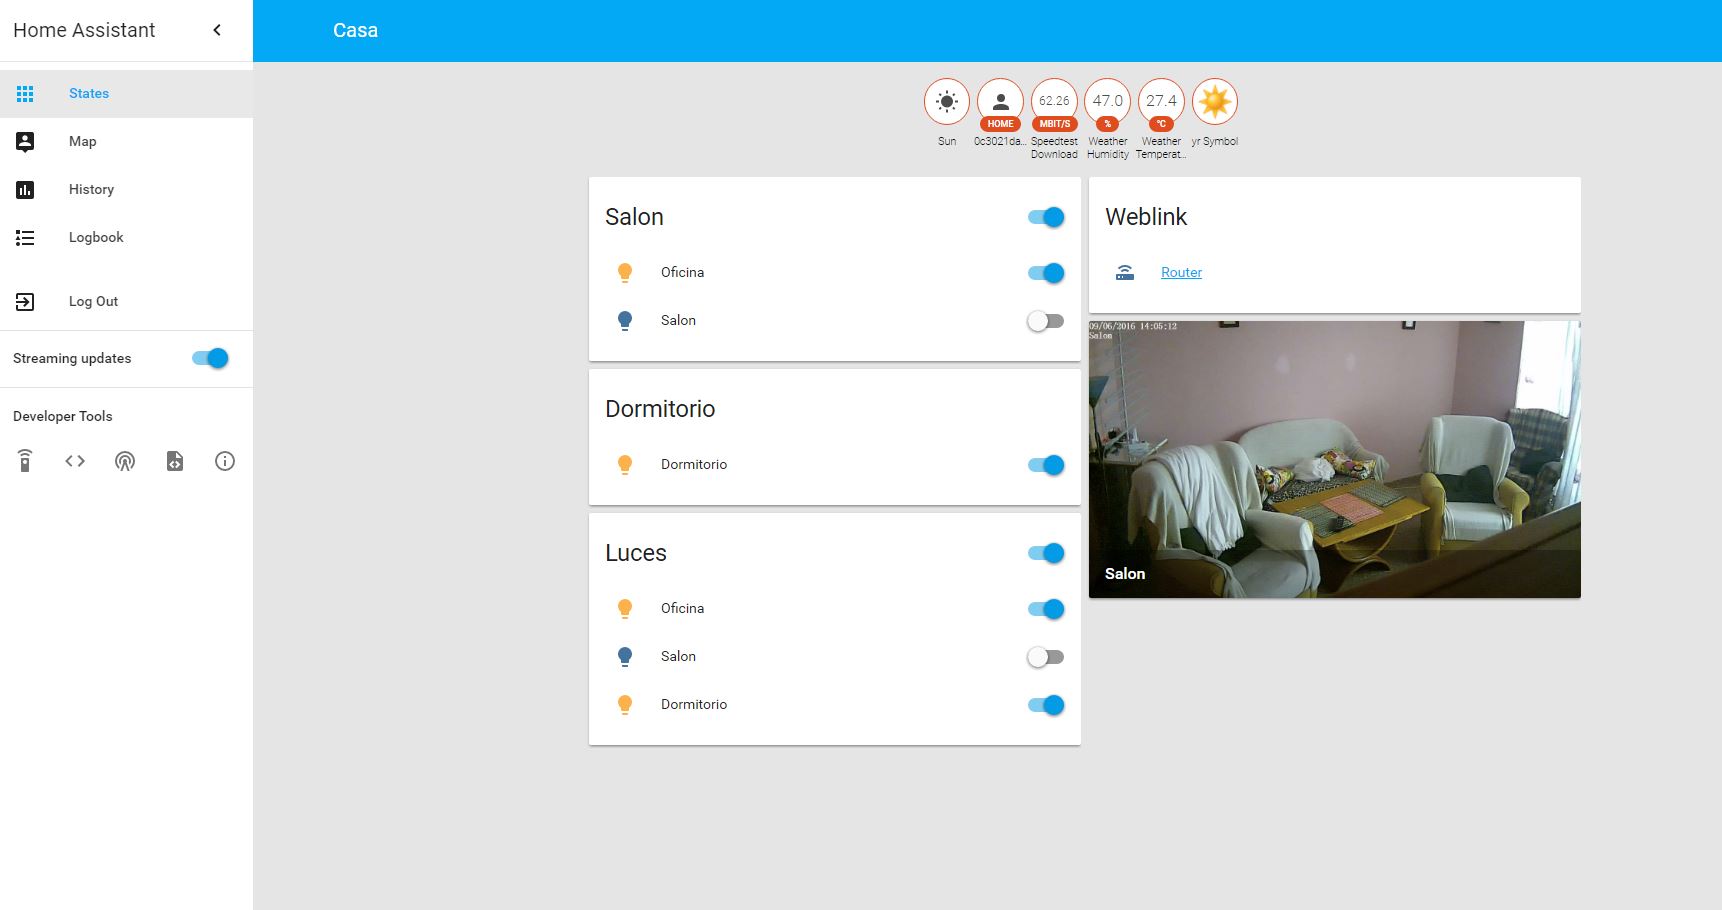 Home Assistant
Casa
States
Map
History
Logbook
Log Out
Streaming updates
Developer Tools
62.26
47.0
27.4
HOME
MBIT/S
%
°C
Sun
0c3021da...
Speedtest
Download
Weather
Humidity
Weather
Temperat...
yr Symbol
Salon
Oficina
Salon
Dormitorio
Dormitorio
Luces
Oficina
Salon
Dormitorio
Weblink
Router
09/06/2016 14:05:12
Salon
Salon